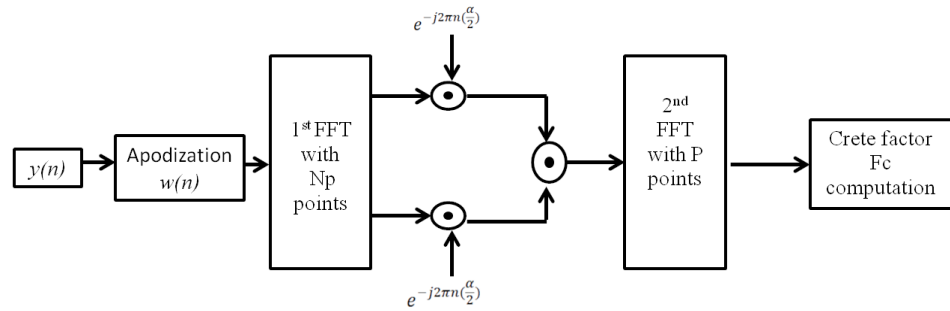 e^{-j2πn(α/2)}
y(n)
Apodization
w(n)
1st FFT
with
Np
points
2nd
FFT
with P
points
Crete factor
Fc
computation
e^{-j2πn(α/2)}